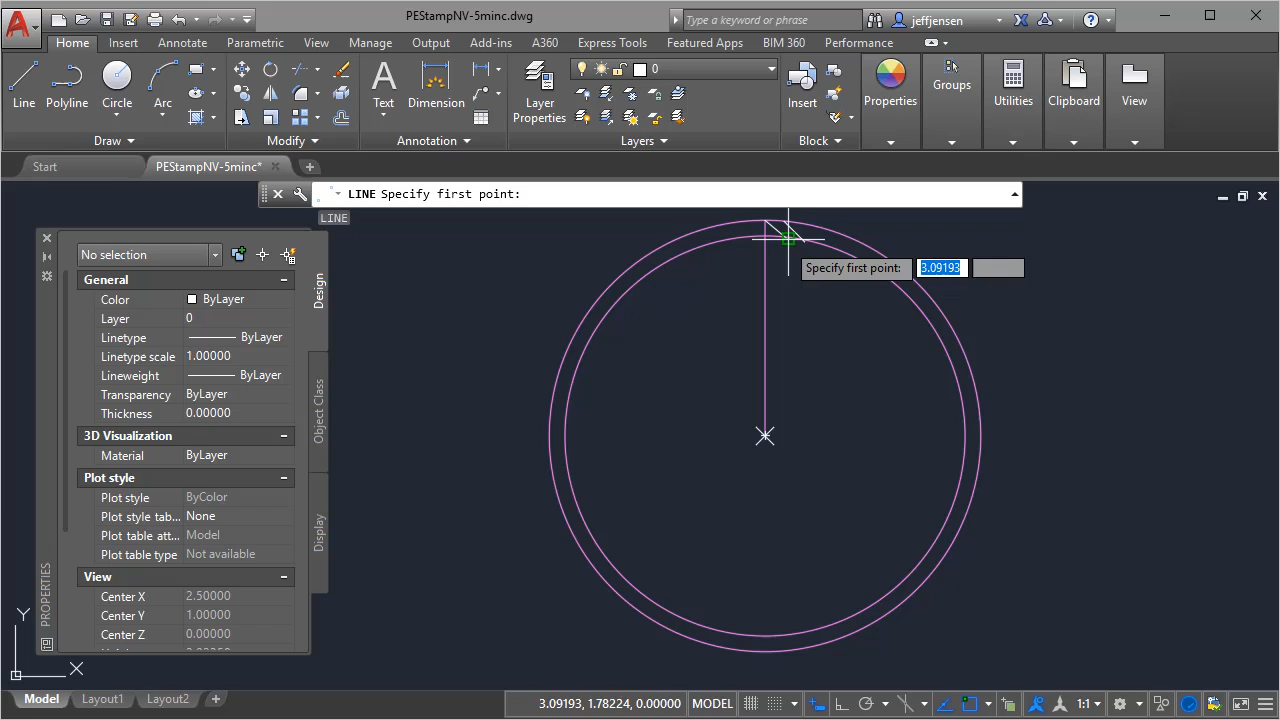 PEStampNV-5minc.dwg
Type a keyword or phrase
jeffjensen
Home Insert Annotate Parametric View Manage Output Add-ins A360 Express Tools Featured Apps BIM 360 Performance
0
Line Polyline Circle Arc
Text Dimension
Layer
Properties
Insert
Properties Groups Utilities Clipboard View
Draw Modify Annotation Layers Block
Start PEStampNV-5minc*
LINE Specify first point:
LINE
No selection
General
Color ByLayer
Layer 0
Linetype ByLayer
Linetype scale 1.00000
Lineweight ByLayer
Transparency ByLayer
Thickness 0.00000
3D Visualization
Material ByLayer
Plot style
Plot style ByColor
Plot style tab... None
Plot table att... Model
Plot table type Not available
View
Center X 2.50000
Center Y 1.00000
Center Z 0.00000
Design
Object Class
Display
PROPERTIES
Specify first point: 3.09193
Y
X
Model Layout1 Layout2
3.09193, 1.78224, 0.00000 MODEL 1:1